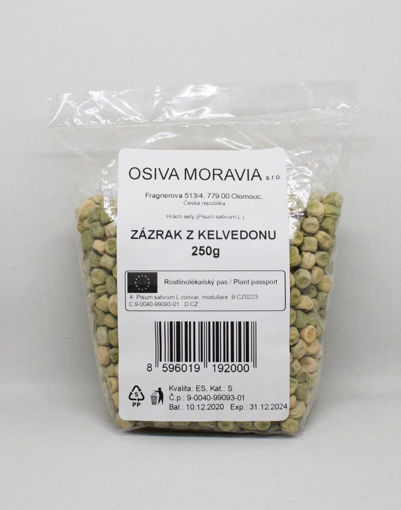 OSIVA MORAVIA s.r.o.
Fragnerova 513/4, 779 00 Olomouc,
Česká republika
Hrách setý (Pisum sativum L.)
ZÁZRAK Z KELVEDONU
250g
Rostlinolékařský pas / Plant passport
A Pisum sativum L convar. modullare B CZ0223
C 9-0040-99093-01 D CZ
8 596019 192000
5
PP
Kvalita: ES, Kat.: S
Č.p.: 9-0040-99093-01
Bal.: 10.12.2020 Exp.: 31.12.2024